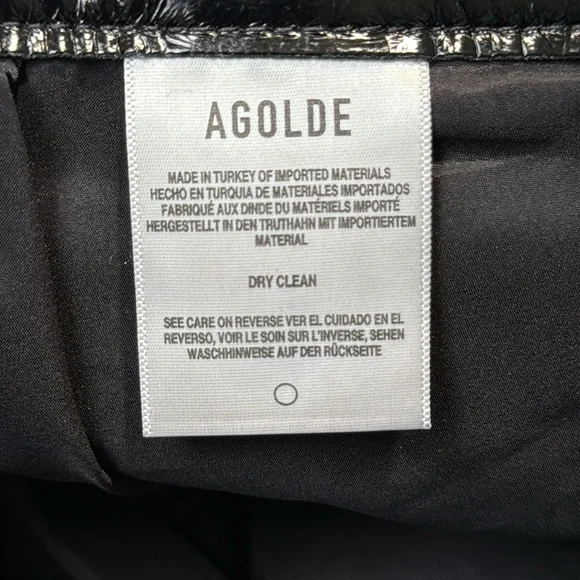 AGOLDE
MADE IN TURKEY OF IMPORTED MATERIALS
HECHO EN TURQUIA DE MATERIALES IMPORTADOS
FABRIQUÉ AUX DINDE DU MATÉRIELS IMPORTÉ
HERGESTELLT IN DEN TRUTHAHN MIT IMPORTIERTEM
MATERIAL
DRY CLEAN
SEE CARE ON REVERSE VER EL CUIDADO EN EL
REVERSO, VOIR LE SOIN SUR L'INVERSE, SEHEN
WASCHHINWEISE AUF DER RÜCKSEITE